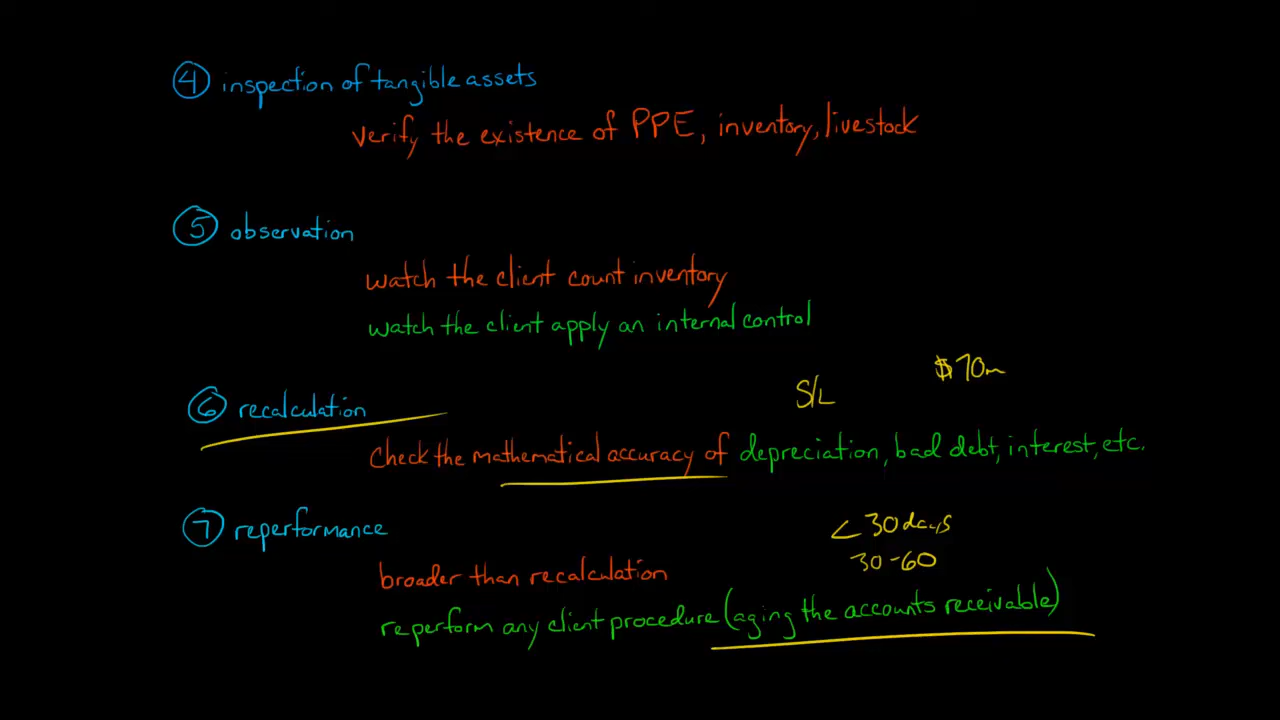 ④ inspection of tangible assets
verify the existence of PPE, inventory, livestock
⑤ observation
watch the client count inventory
watch the client apply an internal control
$70m
S/L
⑥ recalculation
check the mathematical accuracy of depreciation, bad debt, interest, etc.
⑦ reperformance
< 30 days
30-60
broader than recalculation
reperform any client procedure (aging the accounts receivable)